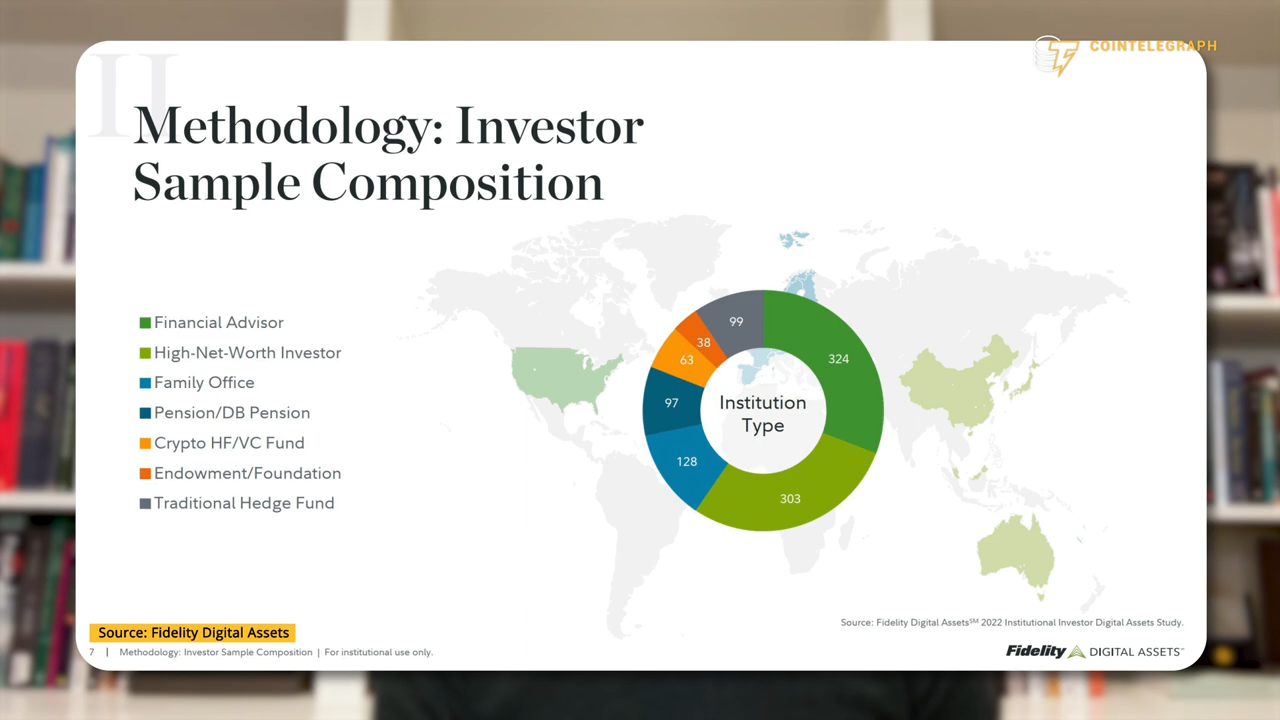 COINTELEGRAPH
II
Methodology: Investor
Sample Composition
Financial Advisor
High-Net-Worth Investor
Family Office
Pension/DB Pension
Crypto HF/VC Fund
Endowment/Foundation
Traditional Hedge Fund
99
324
38
63
97
128
303
Institution
Type
Source: Fidelity Digital Assets℠ 2022 Institutional Investor Digital Assets Study.
Source: Fidelity Digital Assets
7 | Methodology: Investor Sample Composition | For institutional use only.
Fidelity DIGITAL ASSETS℠